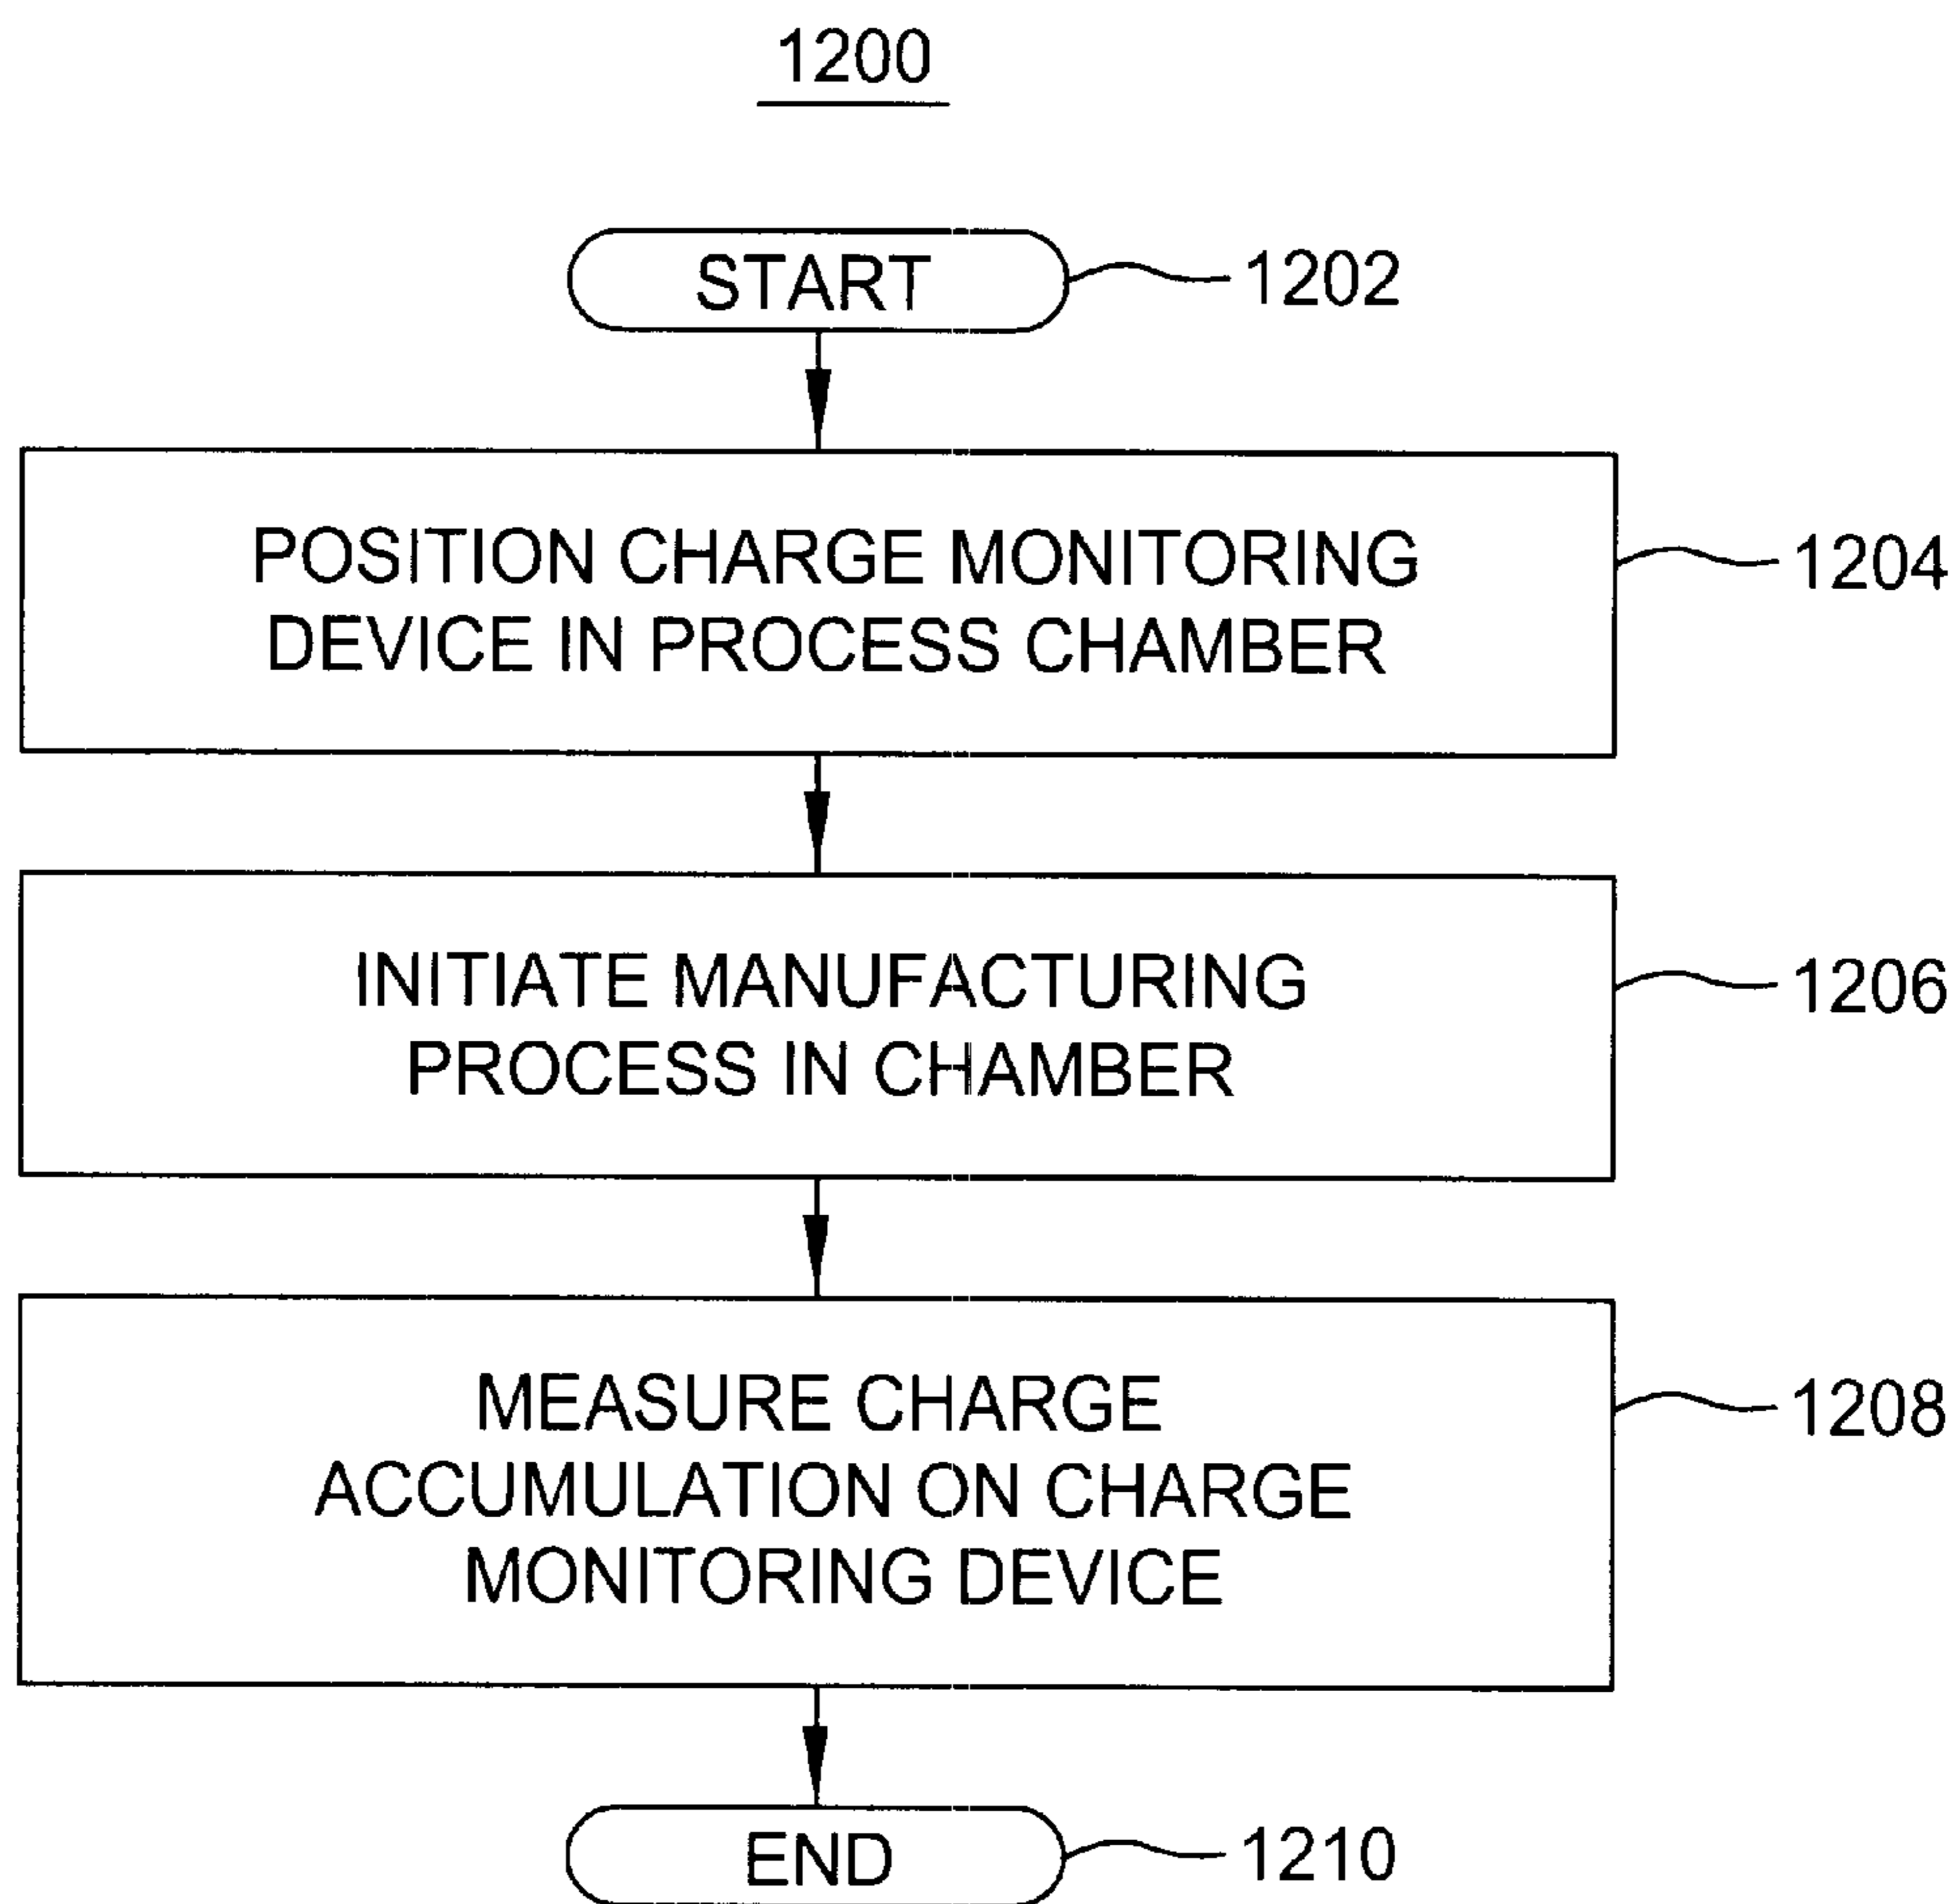 1200
START
1202
POSITION CHARGE MONITORING
DEVICE IN PROCESS CHAMBER
1204
INITIATE MANUFACTURING
PROCESS IN CHAMBER
1206
MEASURE CHARGE
ACCUMULATION ON CHARGE
MONITORING DEVICE
1208
END
1210